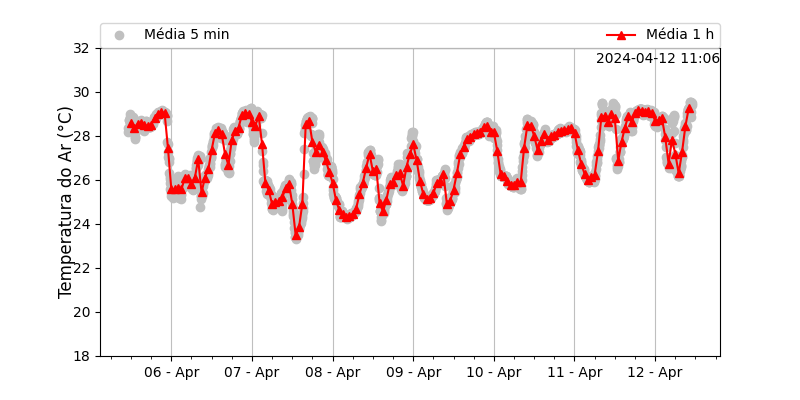 Média 5 min
Média 1 h
2024-04-12 11:06
Temperatura do Ar (°C)
32
30
28
26
24
22
20
18
06 - Apr
07 - Apr
08 - Apr
09 - Apr
10 - Apr
11 - Apr
12 - Apr